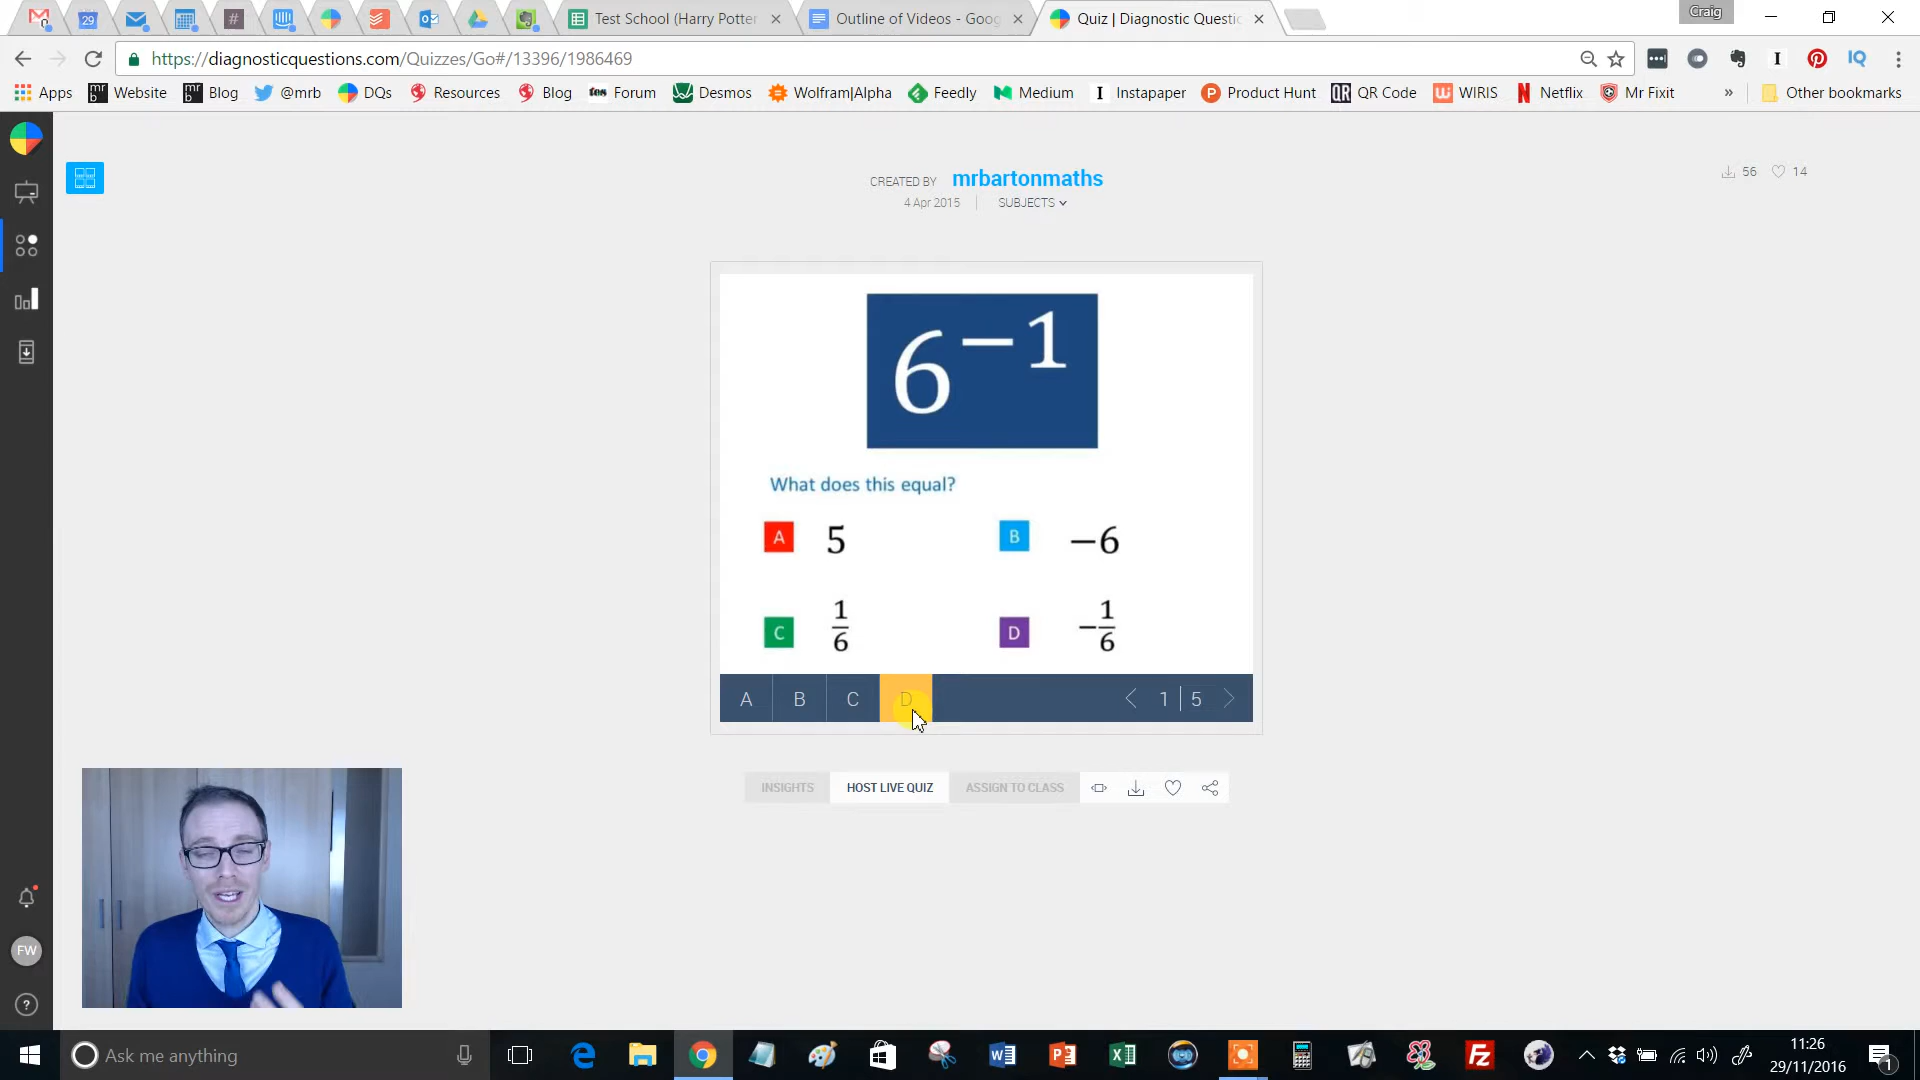 Craig
29
#
Test School (Harry Potter
Outline of Videos - Goog
Quiz | Diagnostic Questio
https://diagnosticquestions.com/Quizzes/Go#/13396/1986469
Apps
Website
Blog
@mrb
DQs
Resources
Blog
tes Forum
Desmos
Wolfram|Alpha
Feedly
Medium
Instapaper
Product Hunt
QR Code
WIRIS
Netflix
Mr Fixit
»
Other bookmarks
CREATED BY mrbartonmaths
4 Apr 2015 | SUBJECTS
56
14
6⁻¹
What does this equal?
A 5
B −6
C 1/6
D −1/6
A B C D
1 | 5
INSIGHTS
HOST LIVE QUIZ
ASSIGN TO CLASS
FW
?
Ask me anything
11:26
29/11/2016
1